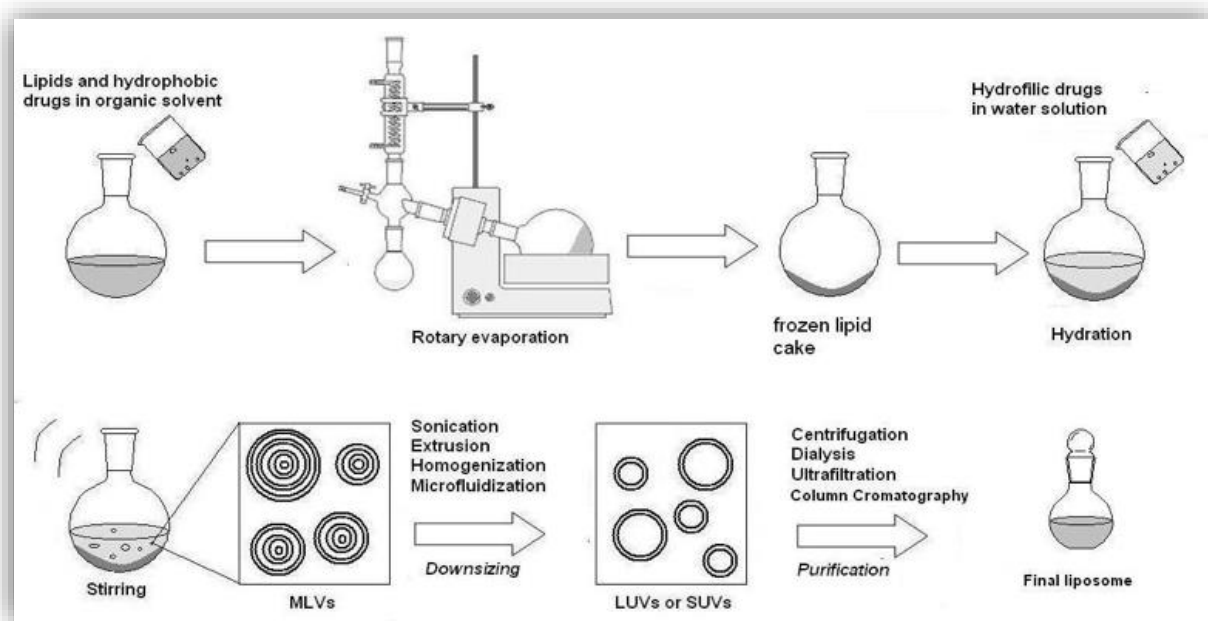 Lipids and hydrophobic
drugs in organic solvent
Rotary evaporation
frozen lipid
cake
Hydrofilic drugs
in water solution
Hydration
Stirring
MLVs
Sonication
Extrusion
Homogenization
Microfluidization
Downsizing
LUVs or SUVs
Centrifugation
Dialysis
Ultrafiltration
Column Cromatography
Purification
Final liposome